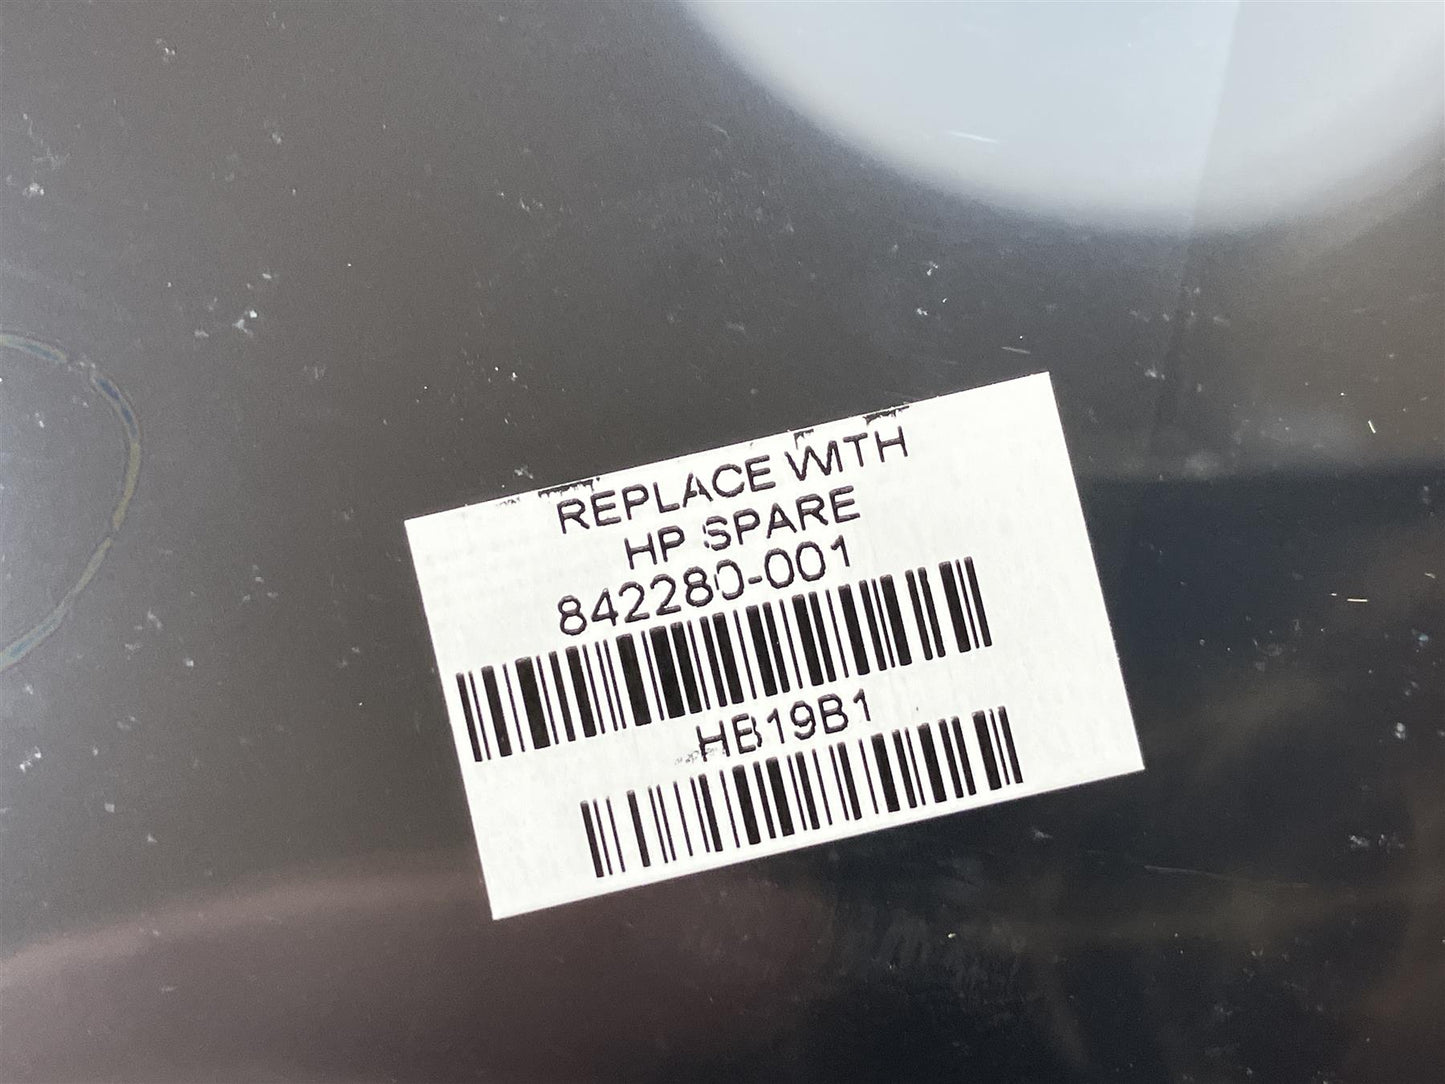 REPLACE WITH
HP SPARE
842280-001
HB19B1